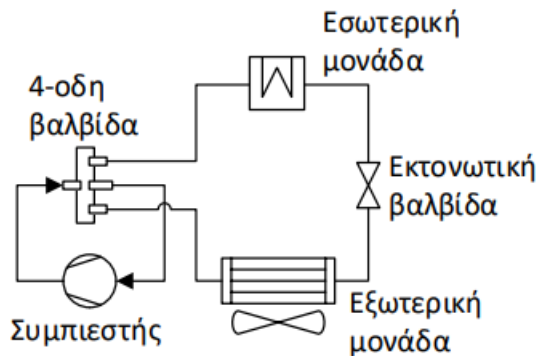 Εσωτερική
μονάδα
4-οδη
βαλβίδα
Εκτονωτική
βαλβίδα
Συμπιεστής
Εξωτερική
μονάδα